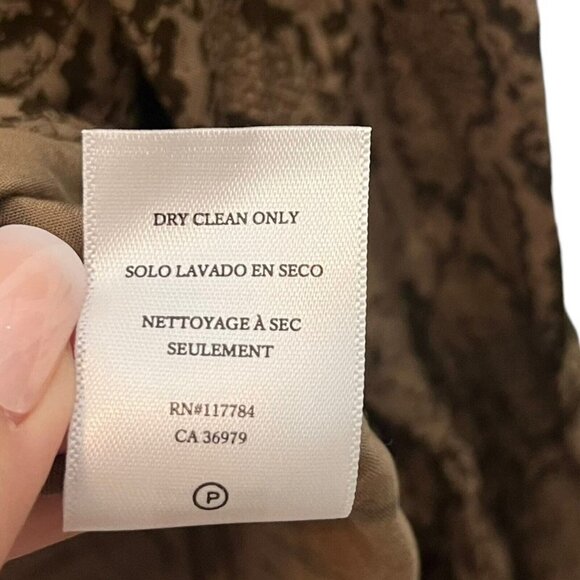 DRY CLEAN ONLY
SOLO LAVADO EN SECO
NETTOYAGE À SEC
SEULEMENT
RN#117784
CA 36979
P